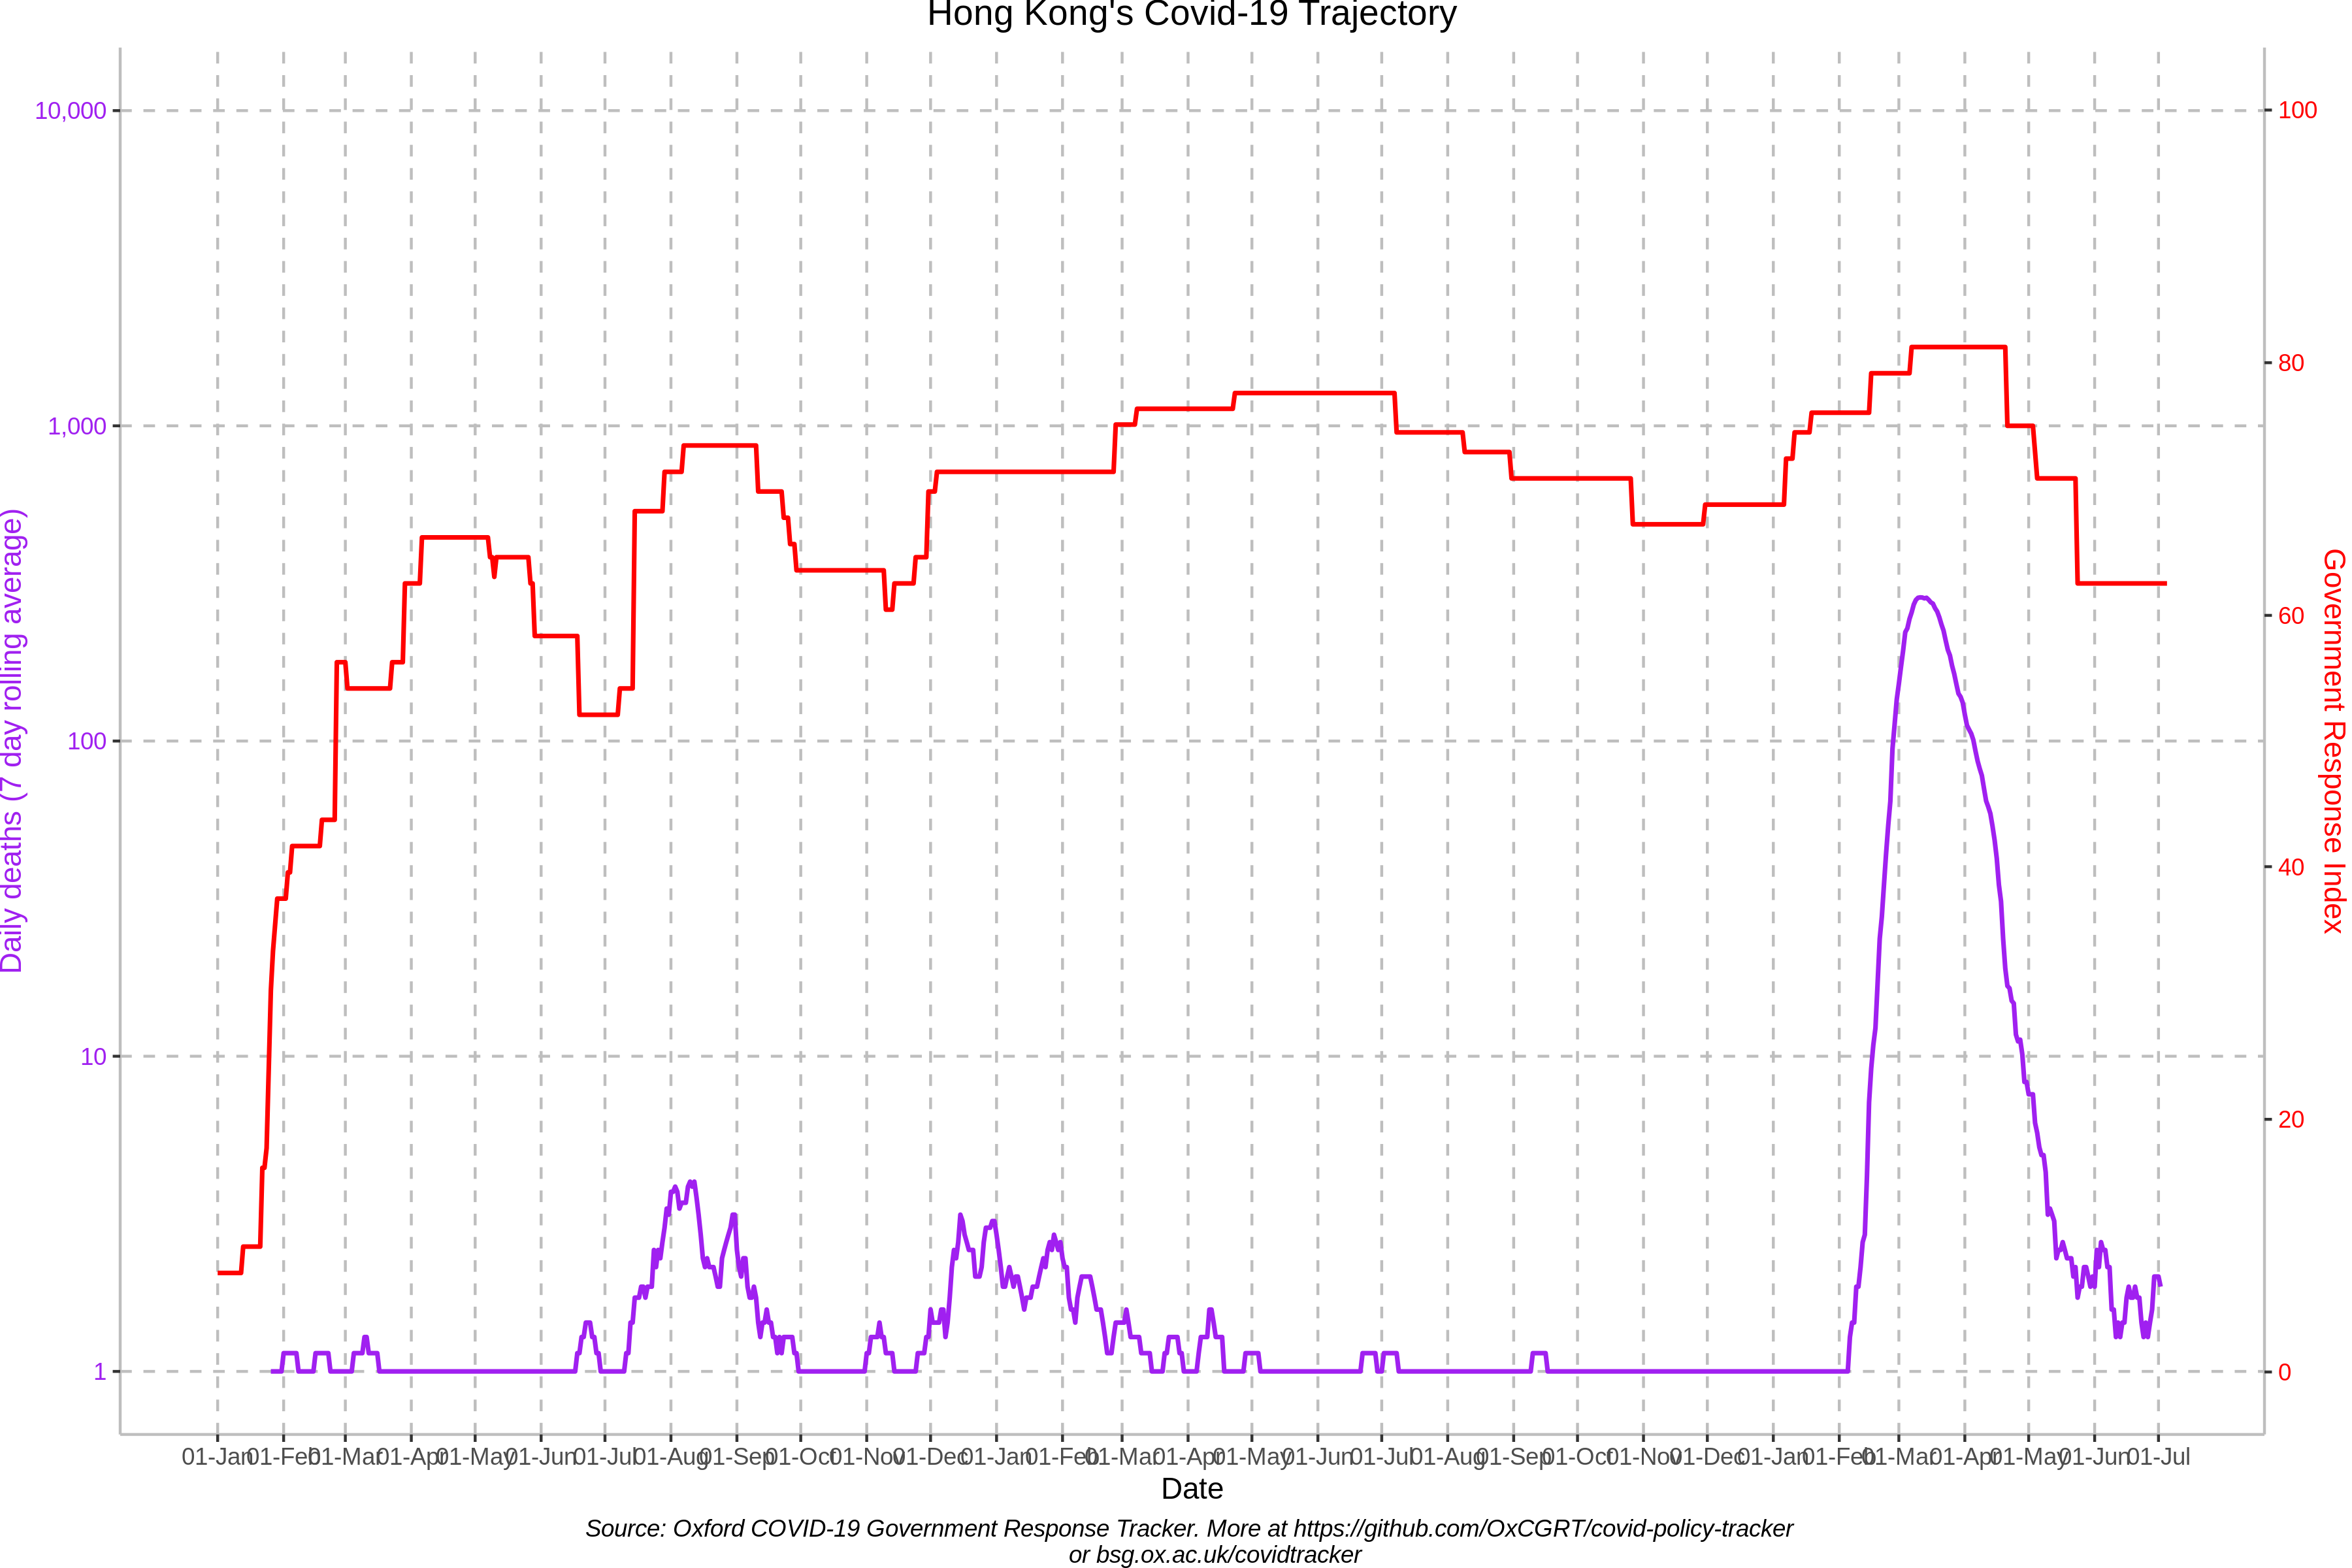 Hong Kong's Covid-19 Trajectory
10,000
1,000
100
10
1
Daily deaths (7 day rolling average)
100
80
60
40
20
0
Government Response Index
01-Jan 01-Feb 01-Mar 01-Apr 01-May 01-Jun 01-Jul 01-Aug 01-Sep 01-Oct 01-Nov 01-Dec 01-Jan 01-Feb 01-Mar 01-Apr 01-May 01-Jun 01-Jul 01-Aug 01-Sep 01-Oct 01-Nov 01-Dec 01-Jan 01-Feb 01-Mar 01-Apr 01-May 01-Jun 01-Jul
Date
Source: Oxford COVID-19 Government Response Tracker. More at https://github.com/OxCGRT/covid-policy-tracker
or bsg.ox.ac.uk/covidtracker